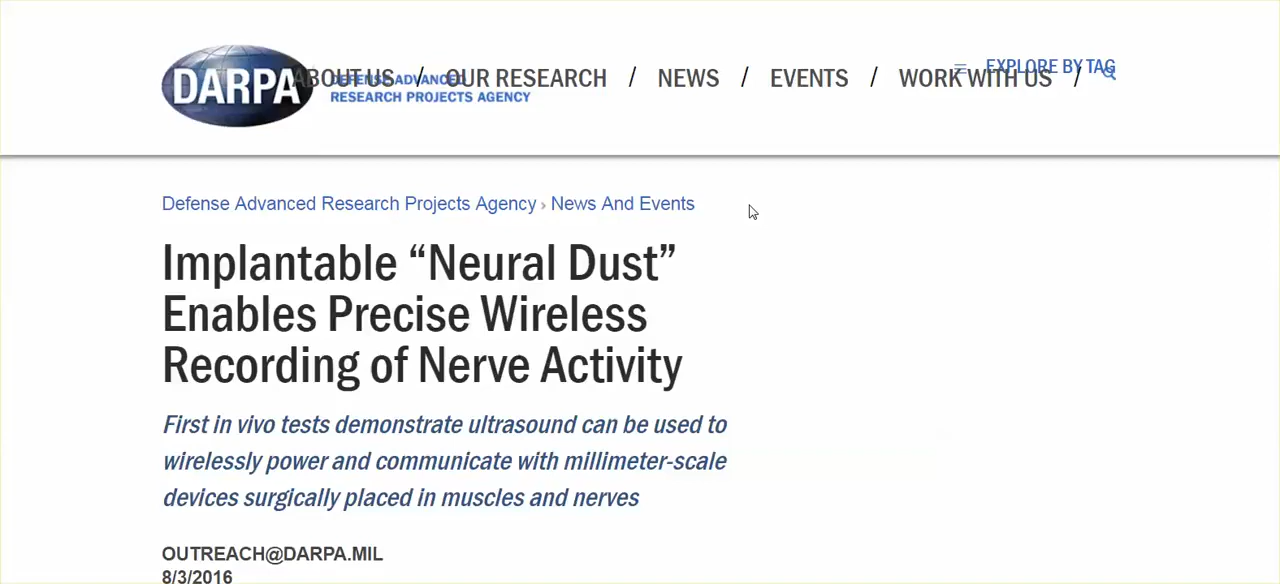 DARPA
DEFENSE ADVANCED
RESEARCH PROJECTS AGENCY
ABOUT US / OUR RESEARCH / NEWS / EVENTS / WORK WITH US /
EXPLORE BY TAG
Defense Advanced Research Projects Agency › News And Events
Implantable “Neural Dust”
Enables Precise Wireless
Recording of Nerve Activity
First in vivo tests demonstrate ultrasound can be used to
wirelessly power and communicate with millimeter-scale
devices surgically placed in muscles and nerves
OUTREACH@DARPA.MIL
8/3/2016